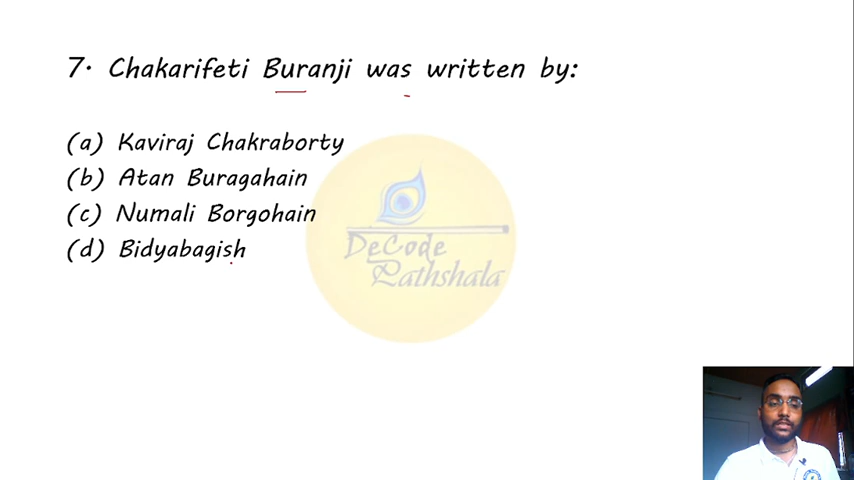 7. Chakarifeti Buranji was written by:
(a) Kaviraj Chakraborty
(b) Atan Buragahain
(c) Numali Borgohain
(d) Bidyabagish
DeCode
Pathshala